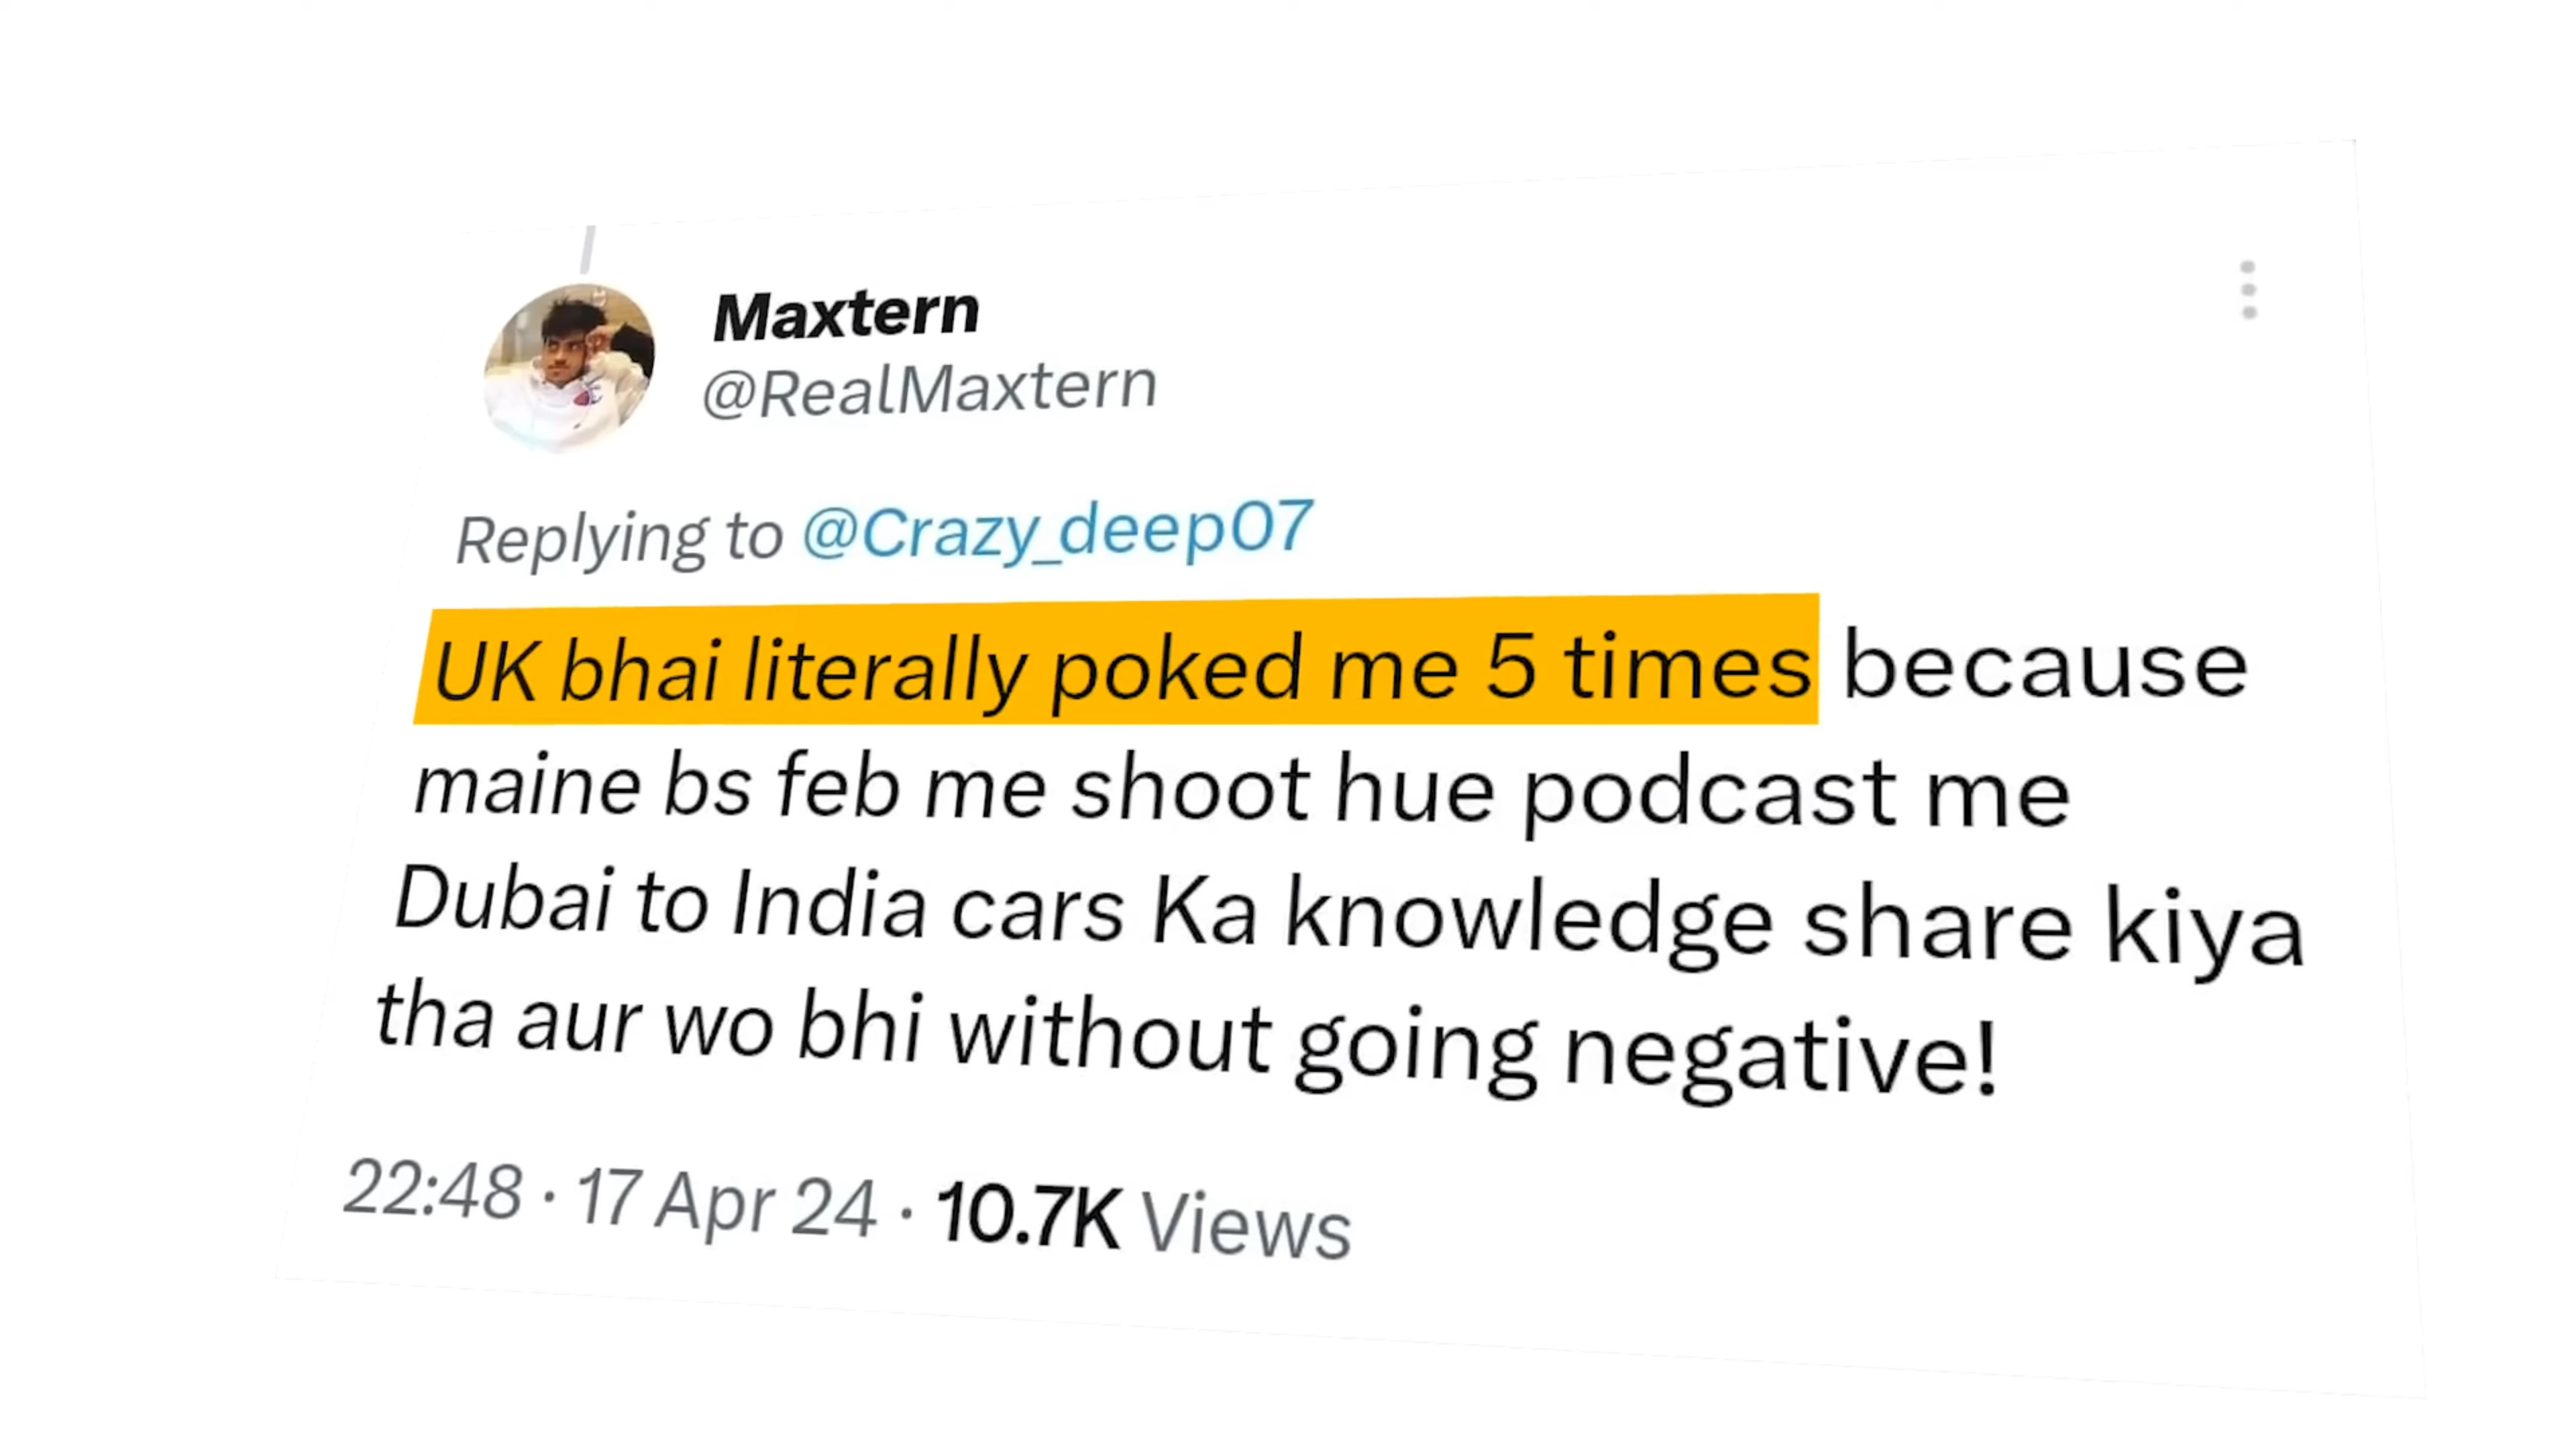 Maxtern
@RealMaxtern
Replying to @Crazy_deep07
UK bhai literally poked me 5 times because
maine bs feb me shoot hue podcast me
Dubai to India cars Ka knowledge share kiya
tha aur wo bhi without going negative!
22:48 · 17 Apr 24 · 10.7K Views